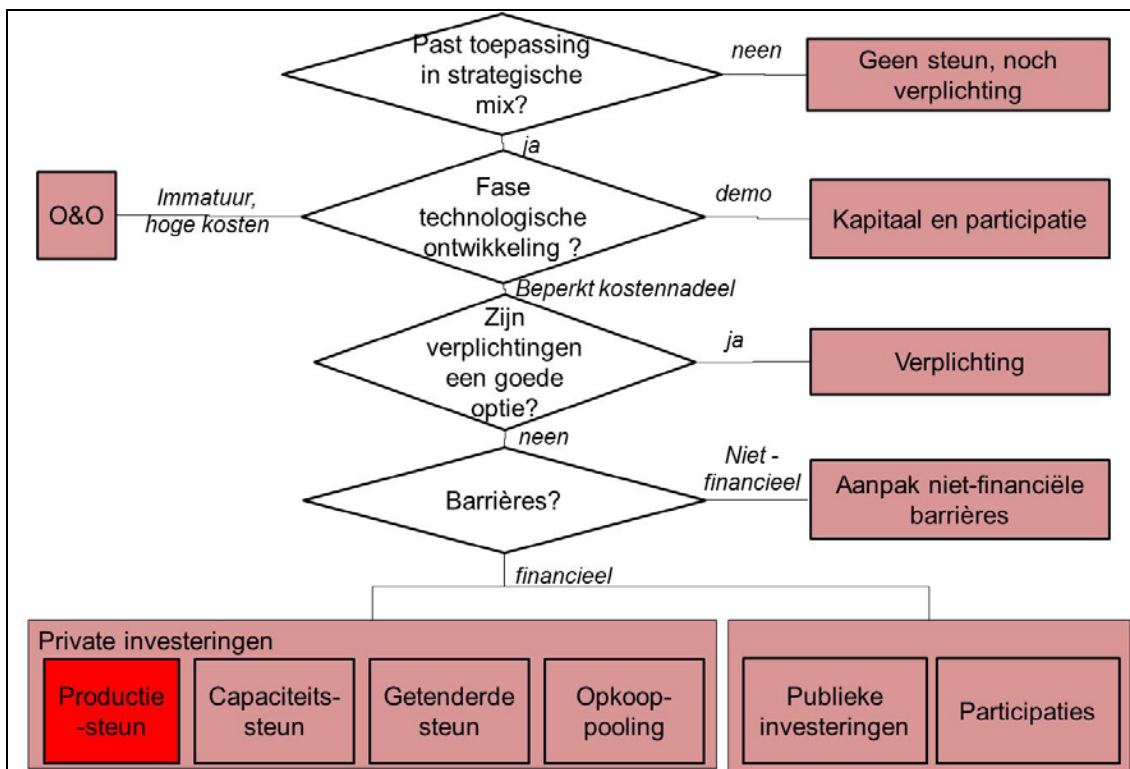 Past toepassing
in strategische
mix?
neen
Geen steun, noch
verplichting
ja
O&O
Immatuur,
hoge kosten
Fase
technologische
ontwikkeling ?
demo
Kapitaal en participatie
Beperkt kostennadeel
Zijn
verplichtingen
een goede
optie?
ja
Verplichting
neen
Barrières?
Niet -
financieel
Aanpak niet-financiële
barrières
financieel
Private investeringen
Productie
-steun
Capaciteits-
steun
Getenderde
steun
Opkoop-
pooling
Publieke
investeringen
Participaties